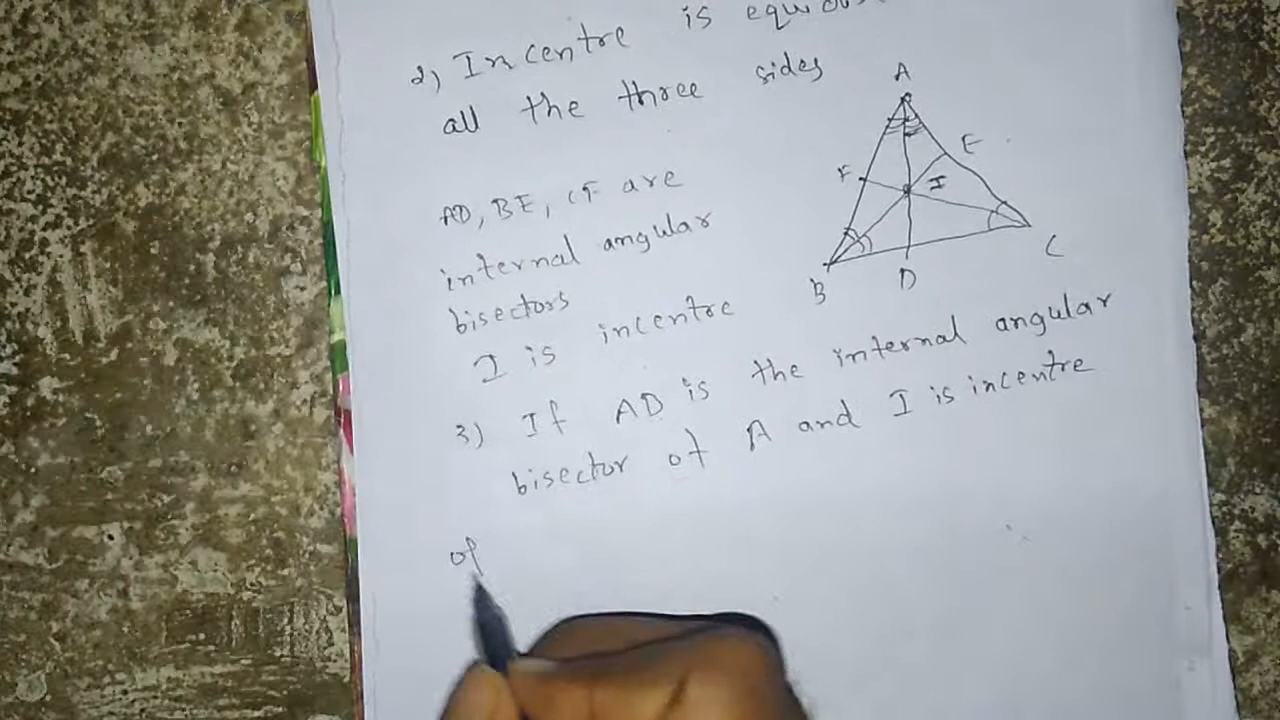 2) Incentre is
all the three sides
A
F E
I
AD, BE, CF are
internal angular
bisectors
B D C
I is incentre
3) If AD is the internal angular
bisector of A and I is incentre
of